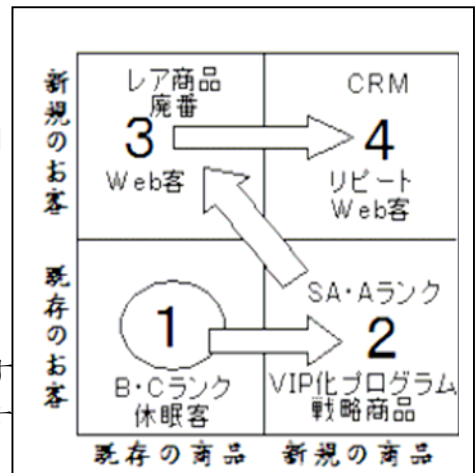 新規のお客
レア商品
廃番
3
Web客
CRM
4
リピート
Web客
既存のお客
1
B・Cランク
休眠客
SA・Aランク
2
VIP化プログラム
戦略商品
既存の商品
新規の商品